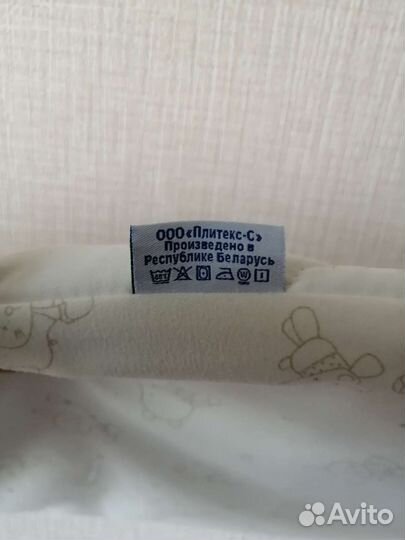 ООО «Плитекс-С»
Произведено в
Республике Беларусь
Avito